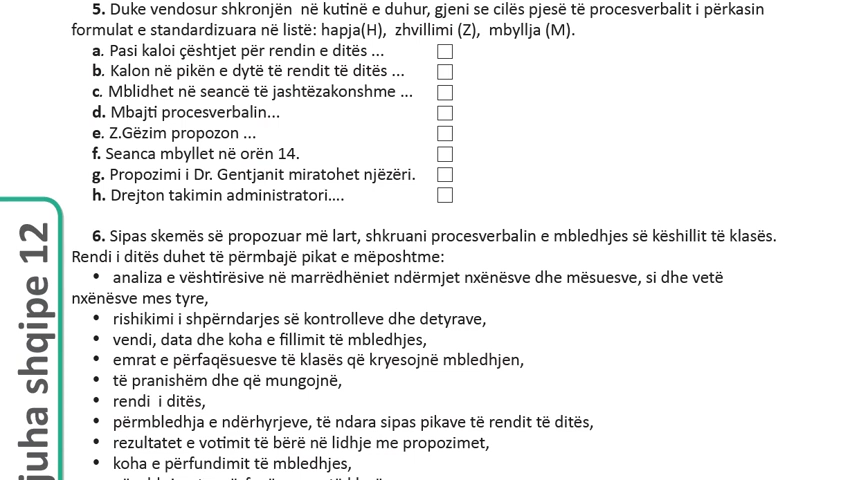 5. Duke vendosur shkronjën në kutinë e duhur, gjeni se cilës pjesë të procesverbalit i përkasin
formulat e standardizuara në listë: hapja(H), zhvillimi (Z), mbyllja (M).
a. Pasi kaloi çështjet për rendin e ditës ...
b. Kalon në pikën e dytë të rendit të ditës ...
c. Mblidhet në seancë të jashtëzakonshme ...
d. Mbajti procesverbalin...
e. Z.Gëzim propozon ...
f. Seanca mbyllet në orën 14.
g. Propozimi i Dr. Gentjanit miratohet njëzëri.
h. Drejton takimin administratori....
6. Sipas skemës së propozuar më lart, shkruani procesverbalin e mbledhjes së këshillit të klasës.
Rendi i ditës duhet të përmbajë pikat e mëposhtme:
• analiza e vështirësive në marrëdhëniet ndërmjet nxënësve dhe mësuesve, si dhe vetë
nxënësve mes tyre,
• rishikimi i shpërndarjes së kontrolleve dhe detyrave,
• vendi, data dhe koha e fillimit të mbledhjes,
• emrat e përfaqësuesve të klasës që kryesojnë mbledhjen,
• të pranishëm dhe që mungojnë,
• rendi i ditës,
• përmbledhja e ndërhyrjeve, të ndara sipas pikave të rendit të ditës,
• rezultatet e votimit të bërë në lidhje me propozimet,
• koha e përfundimit të mbledhjes,
juha shqipe 12